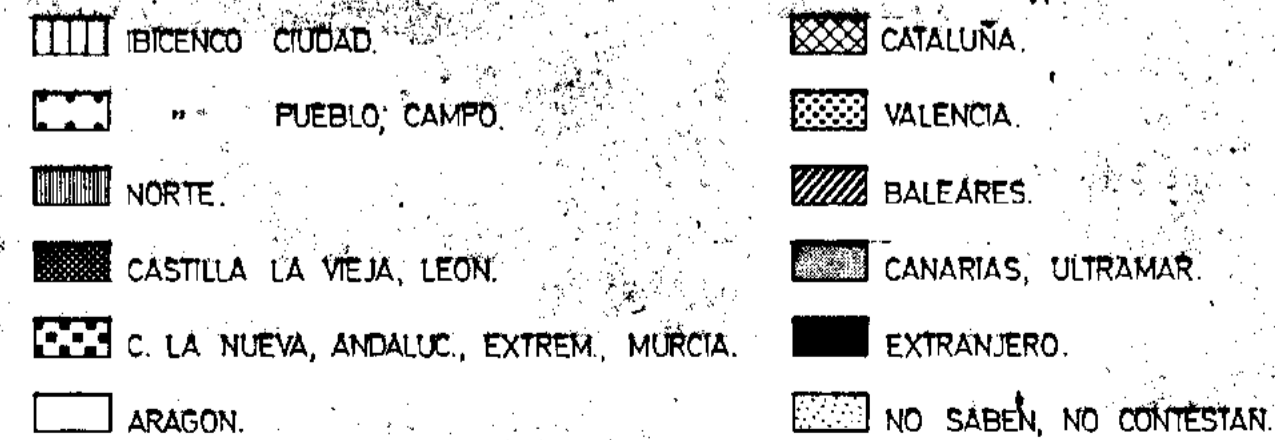 IBICENCO CIUDAD.
" PUEBLO, CAMPO.
NORTE.
CASTILLA LA VIEJA, LEON.
C. LA NUEVA, ANDALUC., EXTREM., MURCIA.
ARAGON.
CATALUÑA.
VALENCIA.
BALEARES.
CANARIAS, ULTRAMAR.
EXTRANJERO.
NO SABEN, NO CONTESTAN.